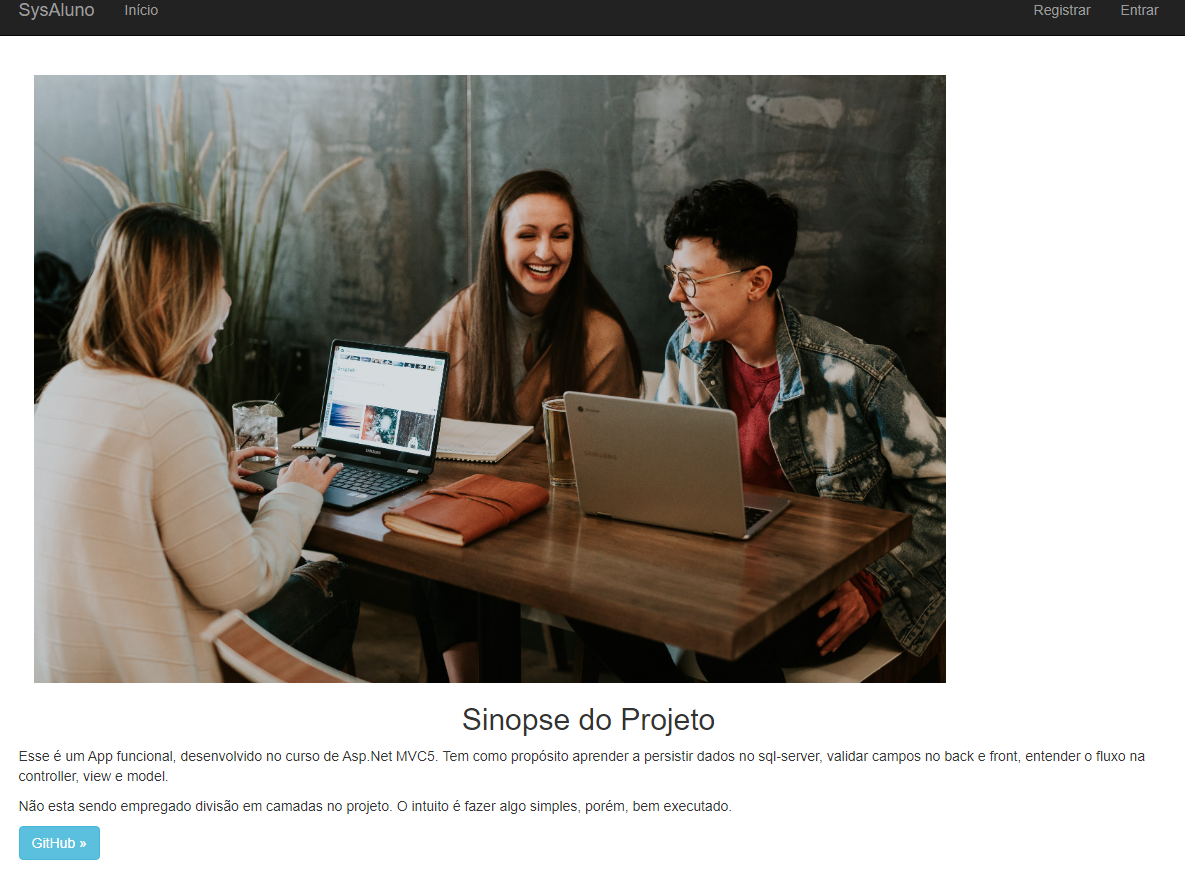 SysAluno Início Registrar Entrar
SAMSUNG
Sinopse do Projeto
Esse é um App funcional, desenvolvido no curso de Asp.Net MVC5. Tem como propósito aprender a persistir dados no sql-server, validar campos no back e front, entender o fluxo na
controller, view e model.
Não esta sendo empregado divisão em camadas no projeto. O intuito é fazer algo simples, porém, bem executado.
GitHub »